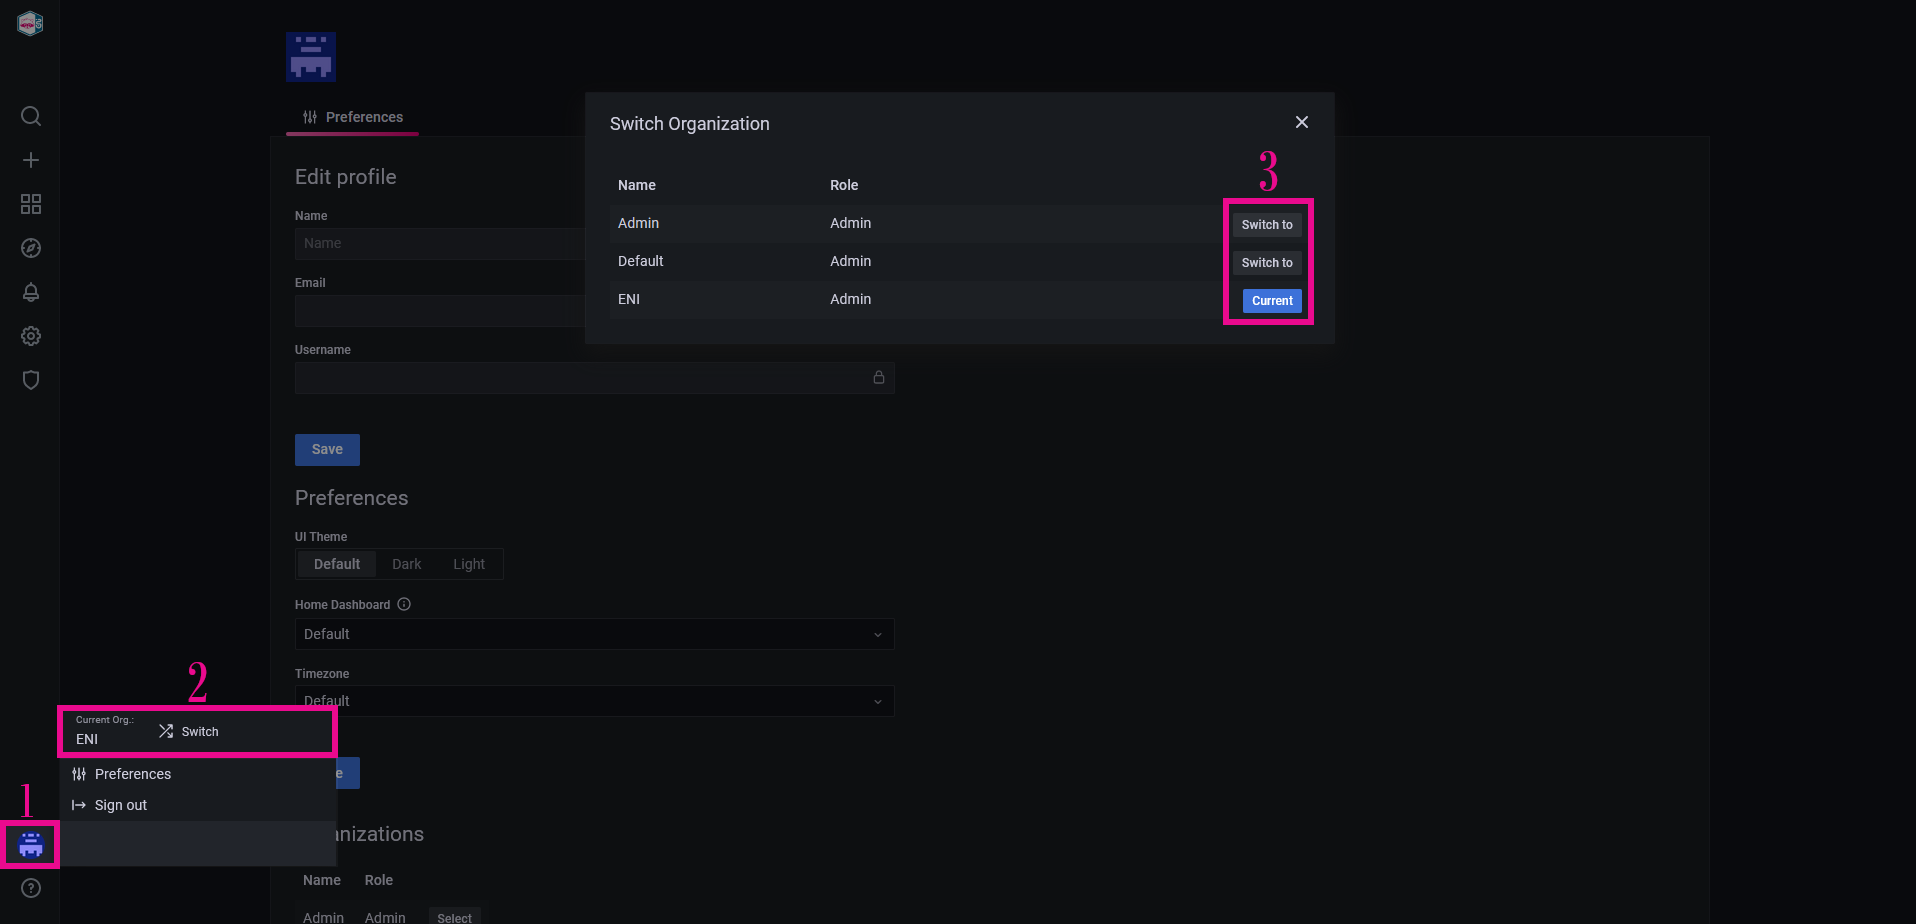 Preferences
Edit profile
Name
Name
Email
Username
Save
Preferences
UI Theme
Default Dark Light
Home Dashboard
Default
Timezone
Default
e
anizations
Name Role
Admin Admin Select
Switch Organization
3
Name Role
Admin Admin Switch to
Default Admin Switch to
ENI Admin Current
2
Current Org.:
ENI
Switch
Preferences
Sign out
1
?